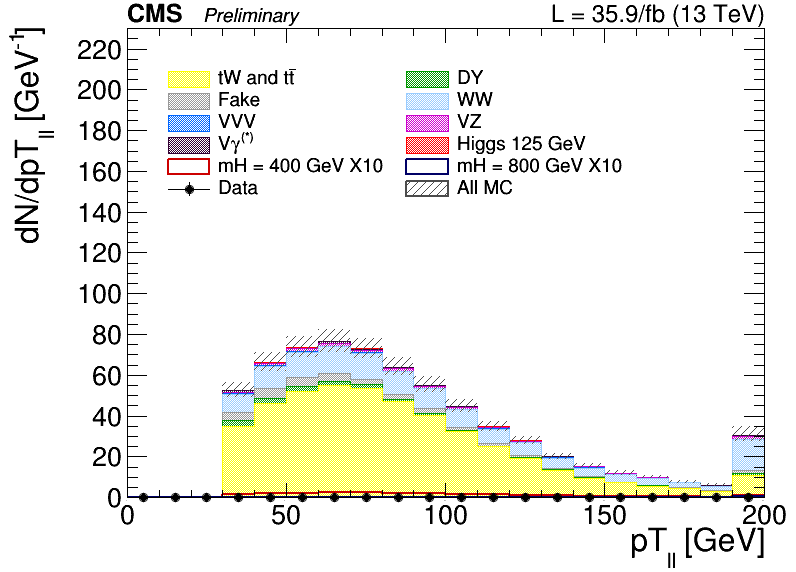 CMS Preliminary L = 35.9/fb (13 TeV)
dN/dpT_ll [GeV^-1]
220
200
180
160
140
120
100
80
60
40
20
0
tW and tt̄ DY
Fake WW
VVV VZ
Vγ(*) Higgs 125 GeV
mH = 400 GeV X10 mH = 800 GeV X10
Data All MC
0 50 100 150 200
pT_ll [GeV]